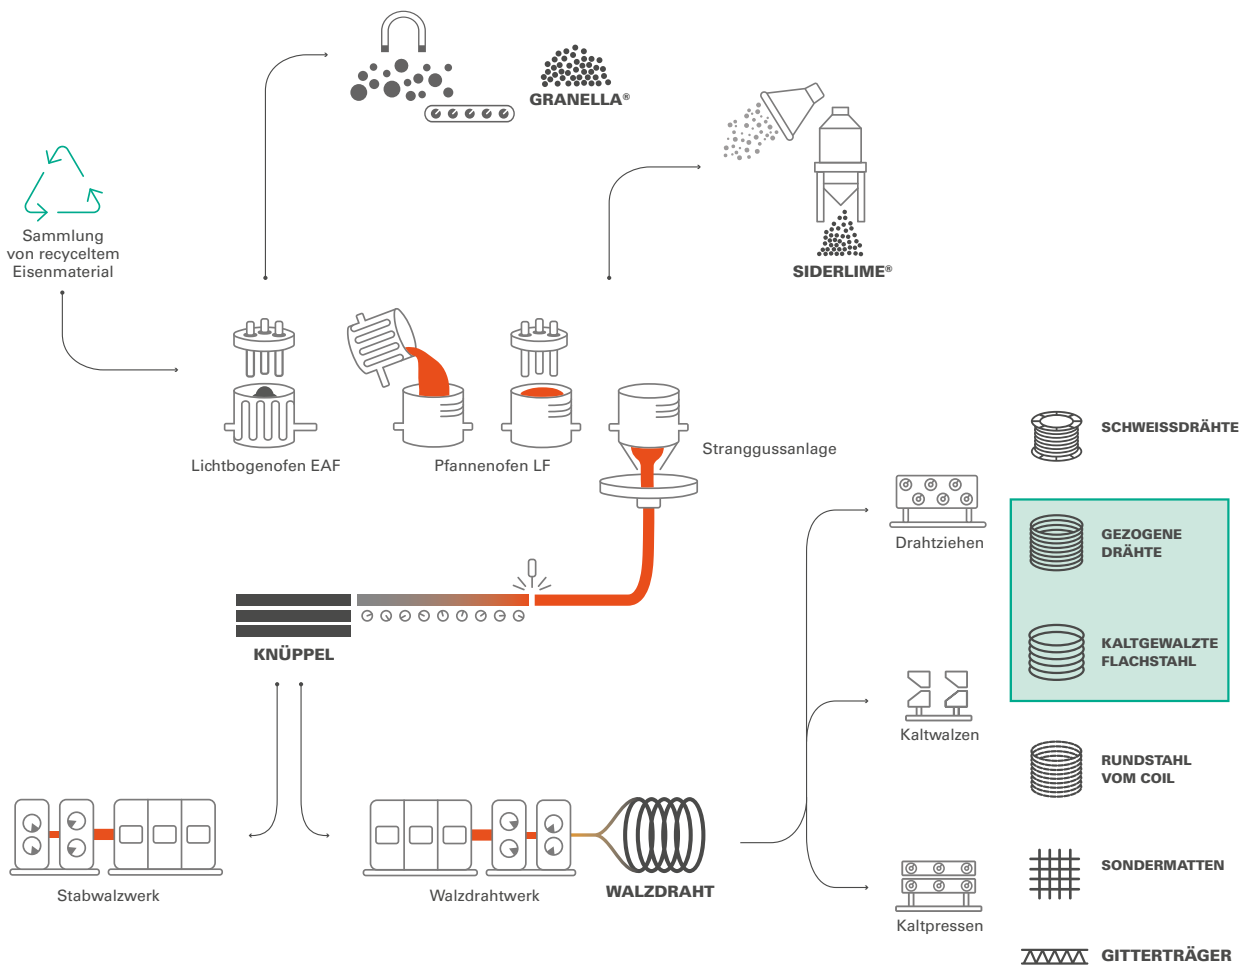 GRANELLA®
SIDERLIME®
Sammlung
von recyceltem
Eisenmaterial
Lichtbogenofen EAF
Pfannenofen LF
Stranggussanlage
KNÜPPEL
Stabwalzwerk
Walzdrahtwerk
WALZDRAHT
Drahtziehen
Kaltwalzen
Kaltpressen
SCHWEISSDRÄHTE
GEZOGENE
DRÄHTE
KALTGEWALZTE
FLACHSTAHL
RUNDSTAHL
VOM COIL
SONDERMATTEN
GITTERTRÄGER